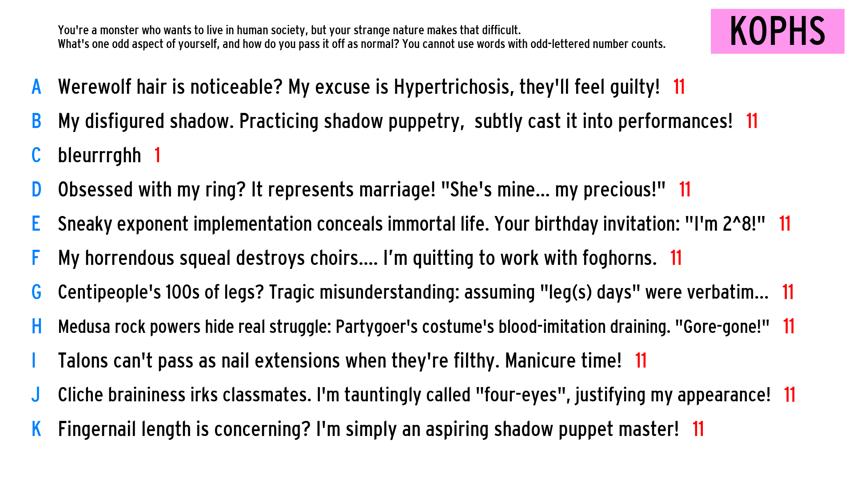 You're a monster who wants to live in human society, but your strange nature makes that difficult.
What's one odd aspect of yourself, and how do you pass it off as normal? You cannot use words with odd-lettered number counts.
KOPHS
A Werewolf hair is noticeable? My excuse is Hypertrichosis, they'll feel guilty! 11
B My disfigured shadow. Practicing shadow puppetry, subtly cast it into performances! 11
C bleurrrghh 1
D Obsessed with my ring? It represents marriage! "She's mine... my precious!" 11
E Sneaky exponent implementation conceals immortal life. Your birthday invitation: "I'm 2^8!" 11
F My horrendous squeal destroys choirs.... I'm quitting to work with foghorns. 11
G Centipeople's 100s of legs? Tragic misunderstanding: assuming "leg(s) days" were verbatim... 11
H Medusa rock powers hide real struggle: Partygoer's costume's blood-imitation draining. "Gore-gone!" 11
I Talons can't pass as nail extensions when they're filthy. Manicure time! 11
J Cliche braininess irks classmates. I'm tauntingly called "four-eyes", justifying my appearance! 11
K Fingernail length is concerning? I'm simply an aspiring shadow puppet master! 11